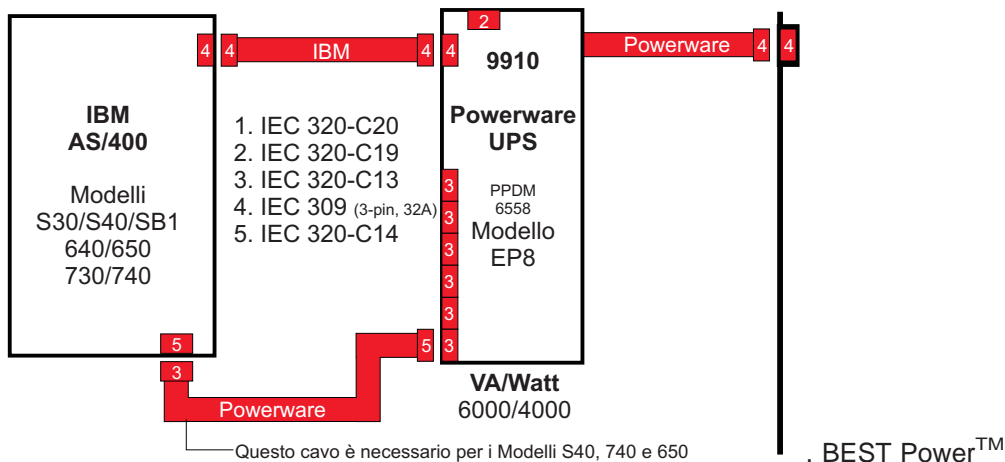 2
4 4 IBM 4 4
Powerware 4 4
9910
IBM
AS/400
Powerware
UPS
1. IEC 320-C20
2. IEC 320-C19
3. IEC 320-C13
4. IEC 309 (3-pin, 32A)
5. IEC 320-C14
Modelli
S30/S40/SB1
640/650
730/740
PPDM
6558
Modello
EP8
3
3
3
3
3
3
5
5
3
Powerware
VA/Watt
6000/4000
Questo cavo è necessario per i Modelli S40, 740 e 650
. BEST Power™